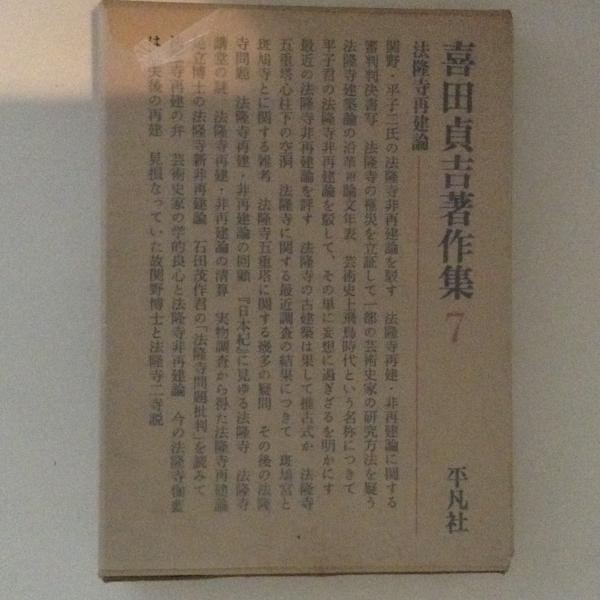 喜田貞吉著作集 7
法隆寺再建論
平凡社
関野・平子二氏の法隆寺非再建論を駁す 法隆寺再建・非再建論に関する
審判判決書写 法隆寺の罹災を立証して一部の芸術史家の研究方法を疑う
法隆寺建築論の沿革 論文年表 芸術史上飛鳥時代という名称につきて
平子君の法隆寺非再建論を駁して、その単に妄想に過ぎざるを明かにす
最近の法隆寺非再建論を評す 法隆寺の古建築は果して推古式か 法隆寺
五重塔心柱下の空洞 法隆寺に関する最近調査の結果につきて 斑鳩宮と
斑鳩寺とに関する雑考 法隆寺五重塔に関する幾多の疑問 その後の法隆
寺問題 法隆寺再建・非再建論の回顧 『日本紀』に見ゆる法隆寺 法隆寺
講堂の謎 法隆寺再建・非再建論の清算 実物調査から得た法隆寺再建論
足立博士の法隆寺新非再建論 石田茂作君の「法隆寺問題批判」を読みて
寺再建の弁 芸術史家の学的良心と法隆寺非再建論 今の法隆寺伽藍
は 失後の再建 見損なっていた故関野博士と法隆寺二寺説